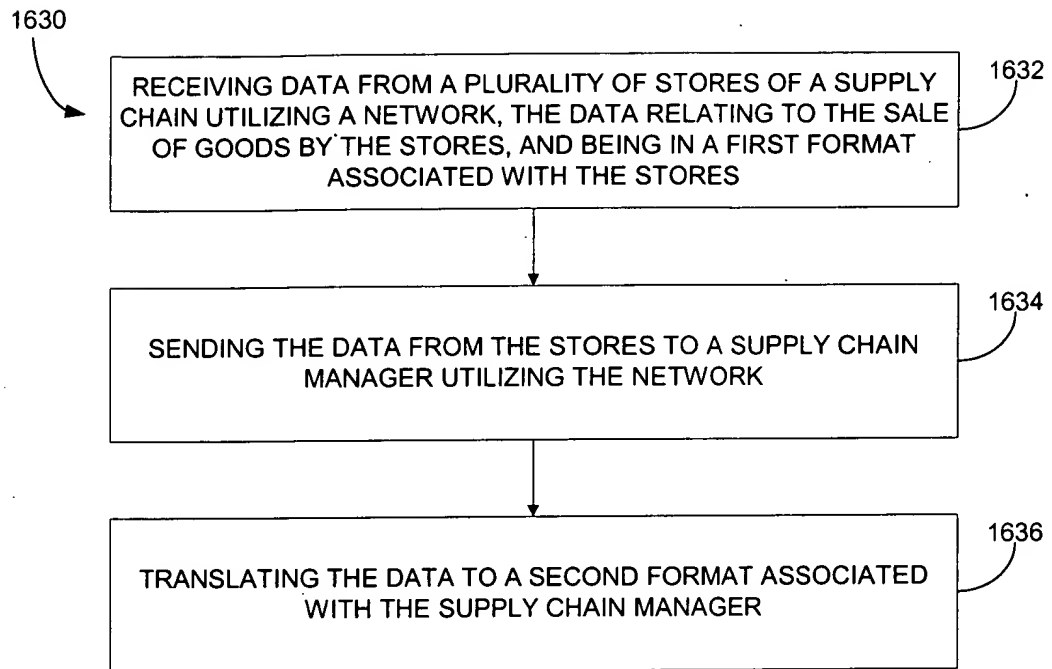 1630
RECEIVING DATA FROM A PLURALITY OF STORES OF A SUPPLY
CHAIN UTILIZING A NETWORK, THE DATA RELATING TO THE SALE
OF GOODS BY THE STORES, AND BEING IN A FIRST FORMAT
ASSOCIATED WITH THE STORES
1632
SENDING THE DATA FROM THE STORES TO A SUPPLY CHAIN
MANAGER UTILIZING THE NETWORK
1634
TRANSLATING THE DATA TO A SECOND FORMAT ASSOCIATED
WITH THE SUPPLY CHAIN MANAGER
1636